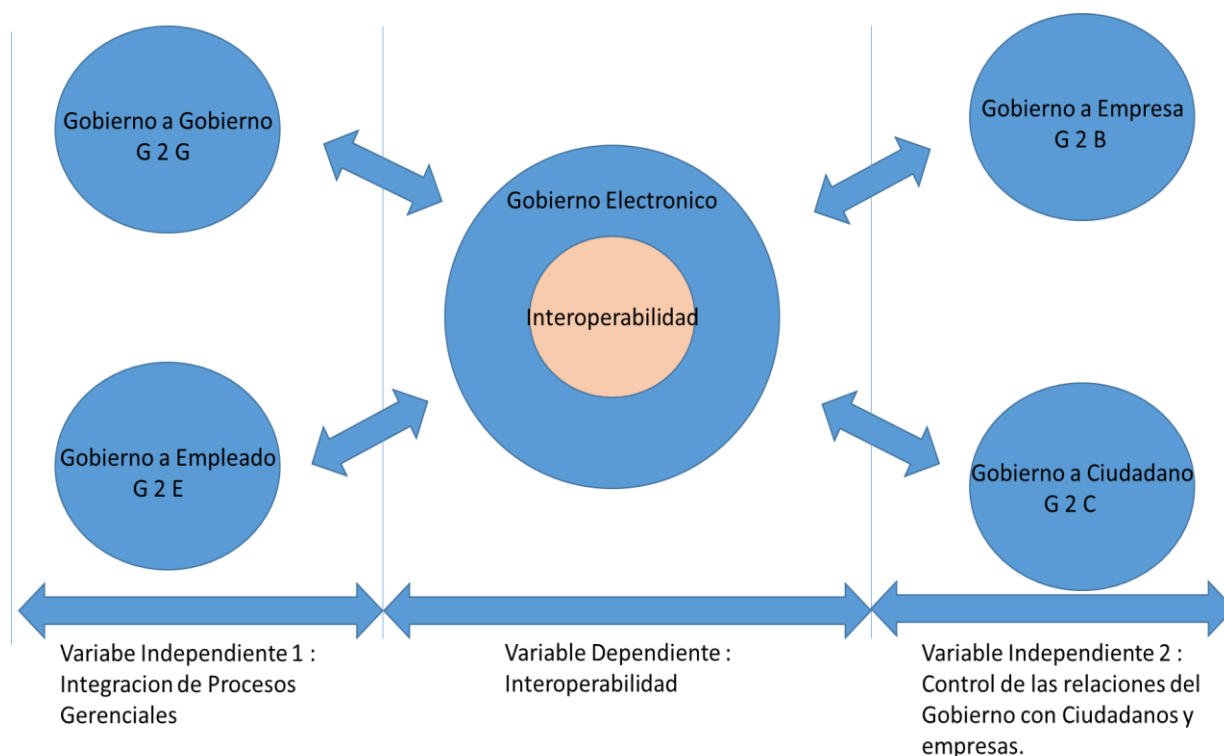 Gobierno a Gobierno
G 2 G
Gobierno a Empresa
G 2 B
Gobierno Electronico
Interoperabilidad
Gobierno a Empleado
G 2 E
Gobierno a Ciudadano
G 2 C
Variabe Independiente 1 :
Integracion de Procesos
Gerenciales
Variable Dependiente :
Interoperabilidad
Variable Independiente 2 :
Control de las relaciones del
Gobierno con Ciudadanos y
empresas.